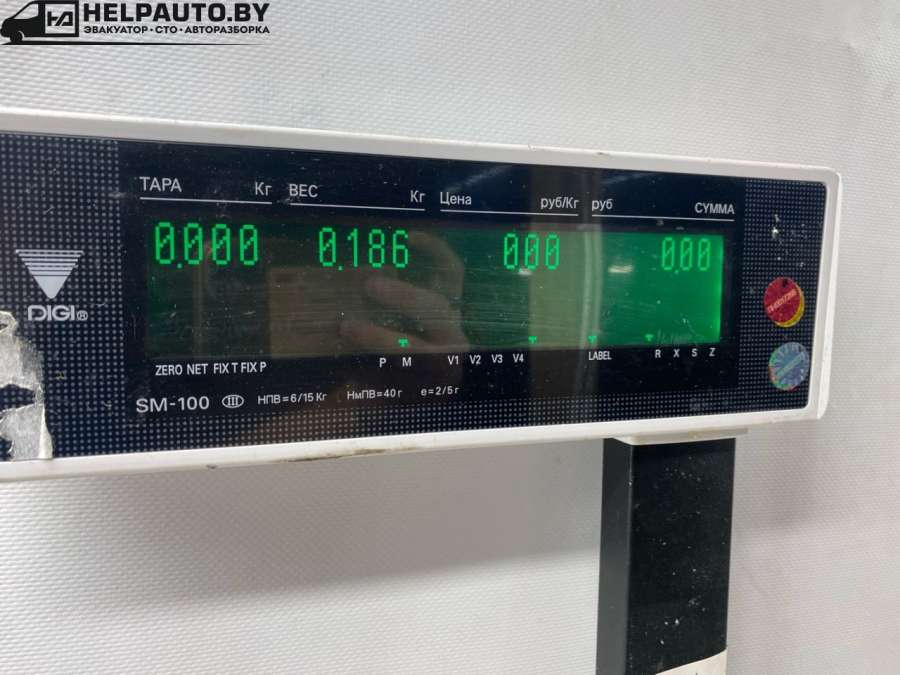 HELPAUTO.BY
ЭВАКУАТОР•СТО•АВТОРАЗБОРКА
ТАРА Кг ВЕС Кг Цена руб/Кг руб СУММА
0.000 0.186 000 0.00
DIGI®
P M V1 V2 V3 V4 LABEL R X S Z
ZERO NET FIX T FIX P
SM-100 III НПВ=6/15 Кг НмПВ=40 г e=2/5 г